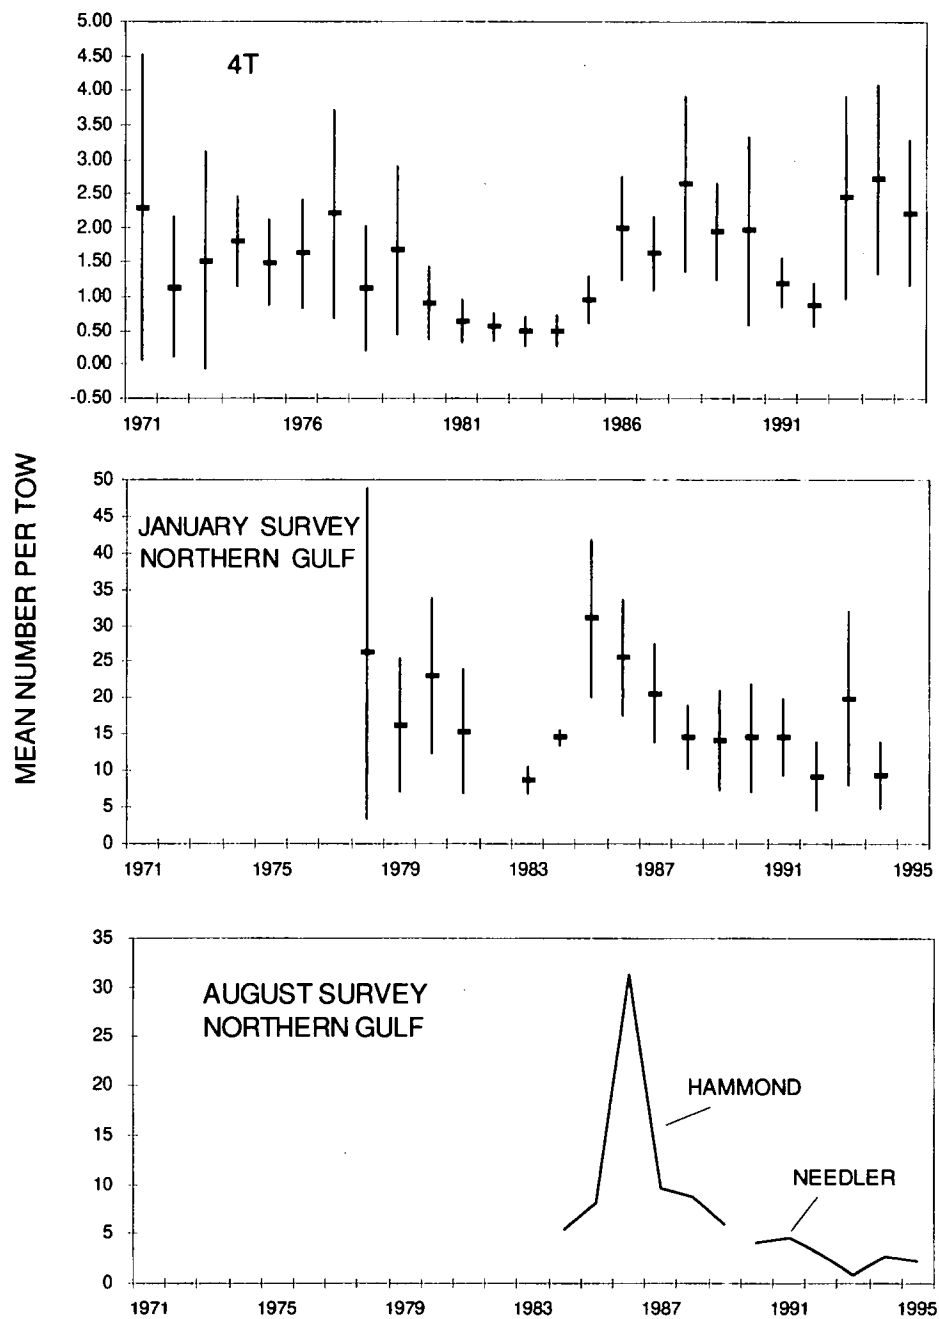 5.00
4.50
4.00
3.50
3.00
2.50
2.00
1.50
1.00
0.50
0.00
-0.50
4T
1971 1976 1981 1986 1991
MEAN NUMBER PER TOW
50
45
40
35
30
25
20
15
10
5
0
JANUARY SURVEY
NORTHERN GULF
1971 1975 1979 1983 1987 1991 1995
35
30
25
20
15
10
5
0
AUGUST SURVEY
NORTHERN GULF
HAMMOND
NEEDLER
1971 1975 1979 1983 1987 1991 1995